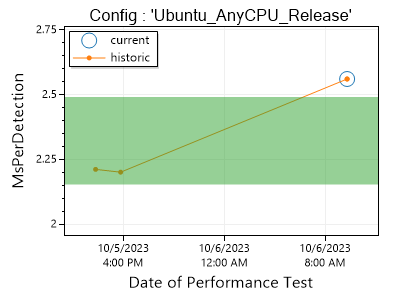 Config : 'Ubuntu_AnyCPU_Release'
2.75
current
historic
2.5
MsPerDetection
2.25
2
10/5/2023 10/6/2023 10/6/2023
4:00 PM 12:00 AM 8:00 AM
Date of Performance Test